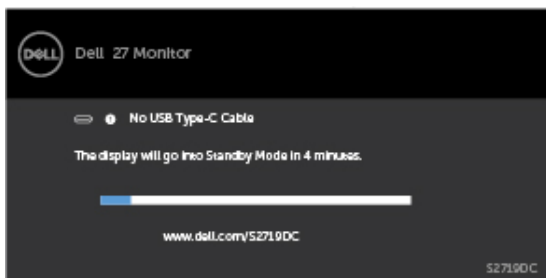 DELL
Dell 27 Monitor
No USB Type-C Cable
The display will go into Standby Mode in 4 minutes.
www.dell.com/S2719DC
S2719DC